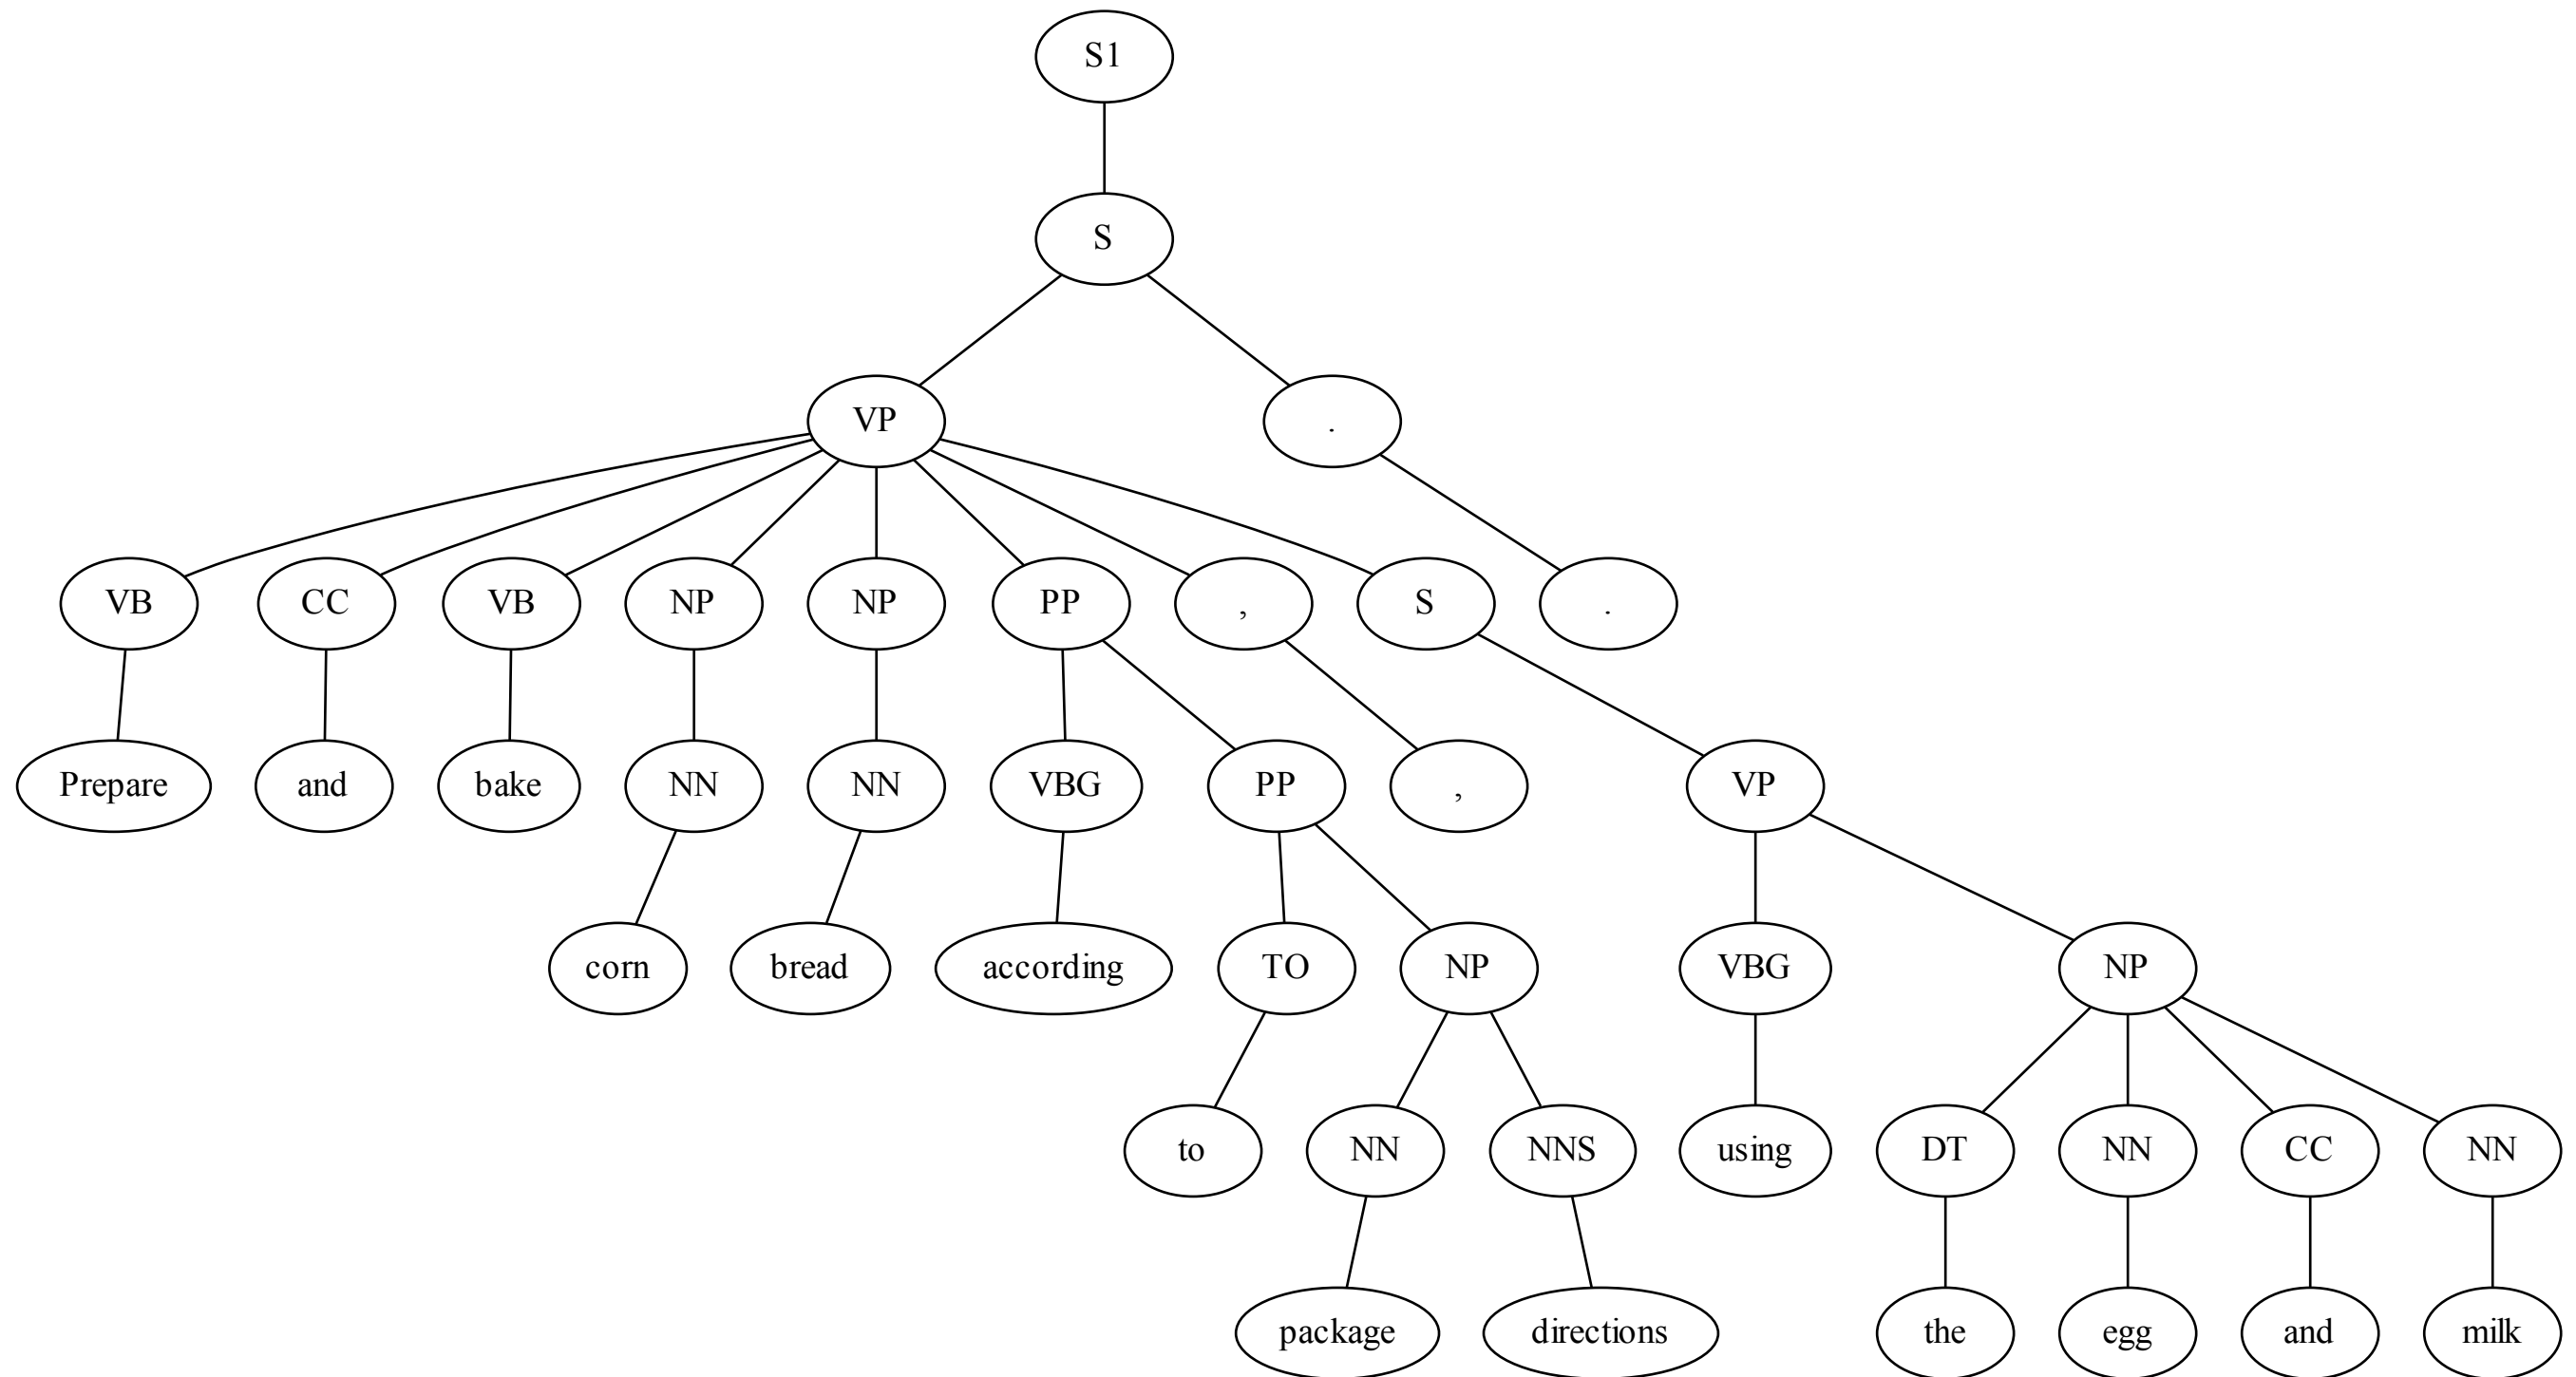 S1
S
VP .
VB CC VB NP NP PP , S .
Prepare and bake NN NN VBG PP , VP
corn bread according TO NP VBG NP
to NN NNS using DT NN CC NN
package directions the egg and milk